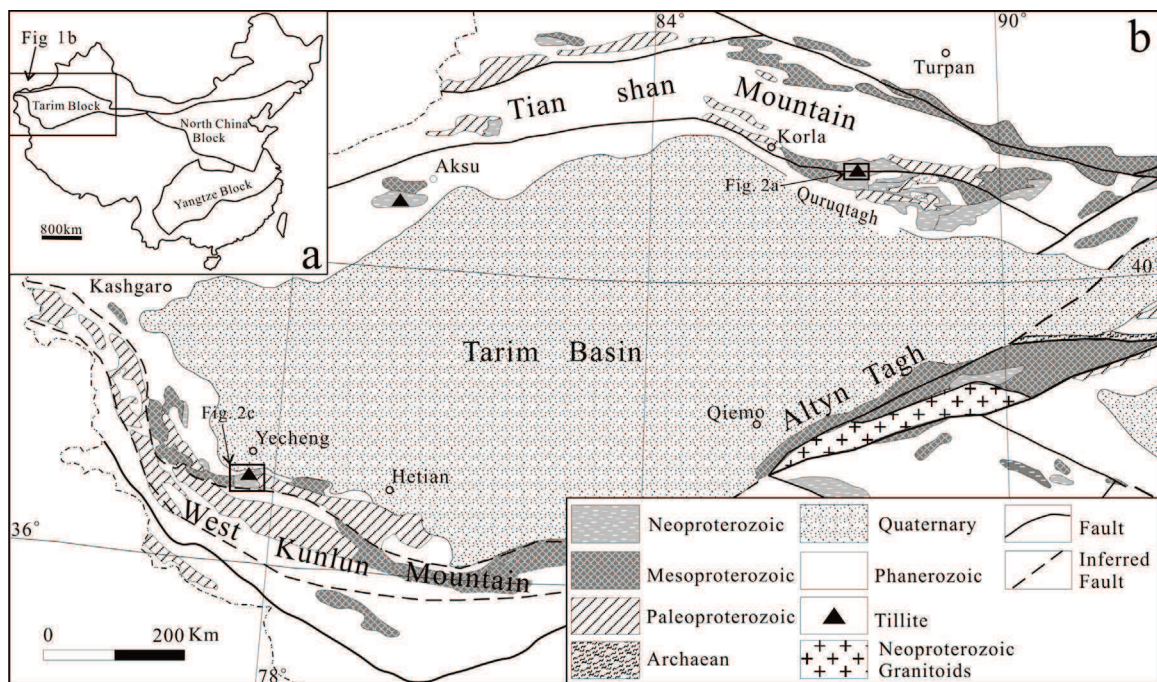 Fig 1b
Tarim Block
North China
Block
Yangtze Block
800km
a
b
84°
90°
Turpan
Tian shan Mountain
Korla
Aksu
Fig. 2a
Quruqtagh
40°
Kashgar
Tarim Basin
Altyn Tagh
Qiemo
Fig. 2c
Yecheng
Hetian
36°
West Kunlun Mountain
0 200 Km
78°
Neoproterozoic
Mesoproterozoic
Paleoproterozoic
Archaean
Quaternary
Phanerozoic
Tillite
Neoproterozoic
Granitoids
Fault
Inferred
Fault